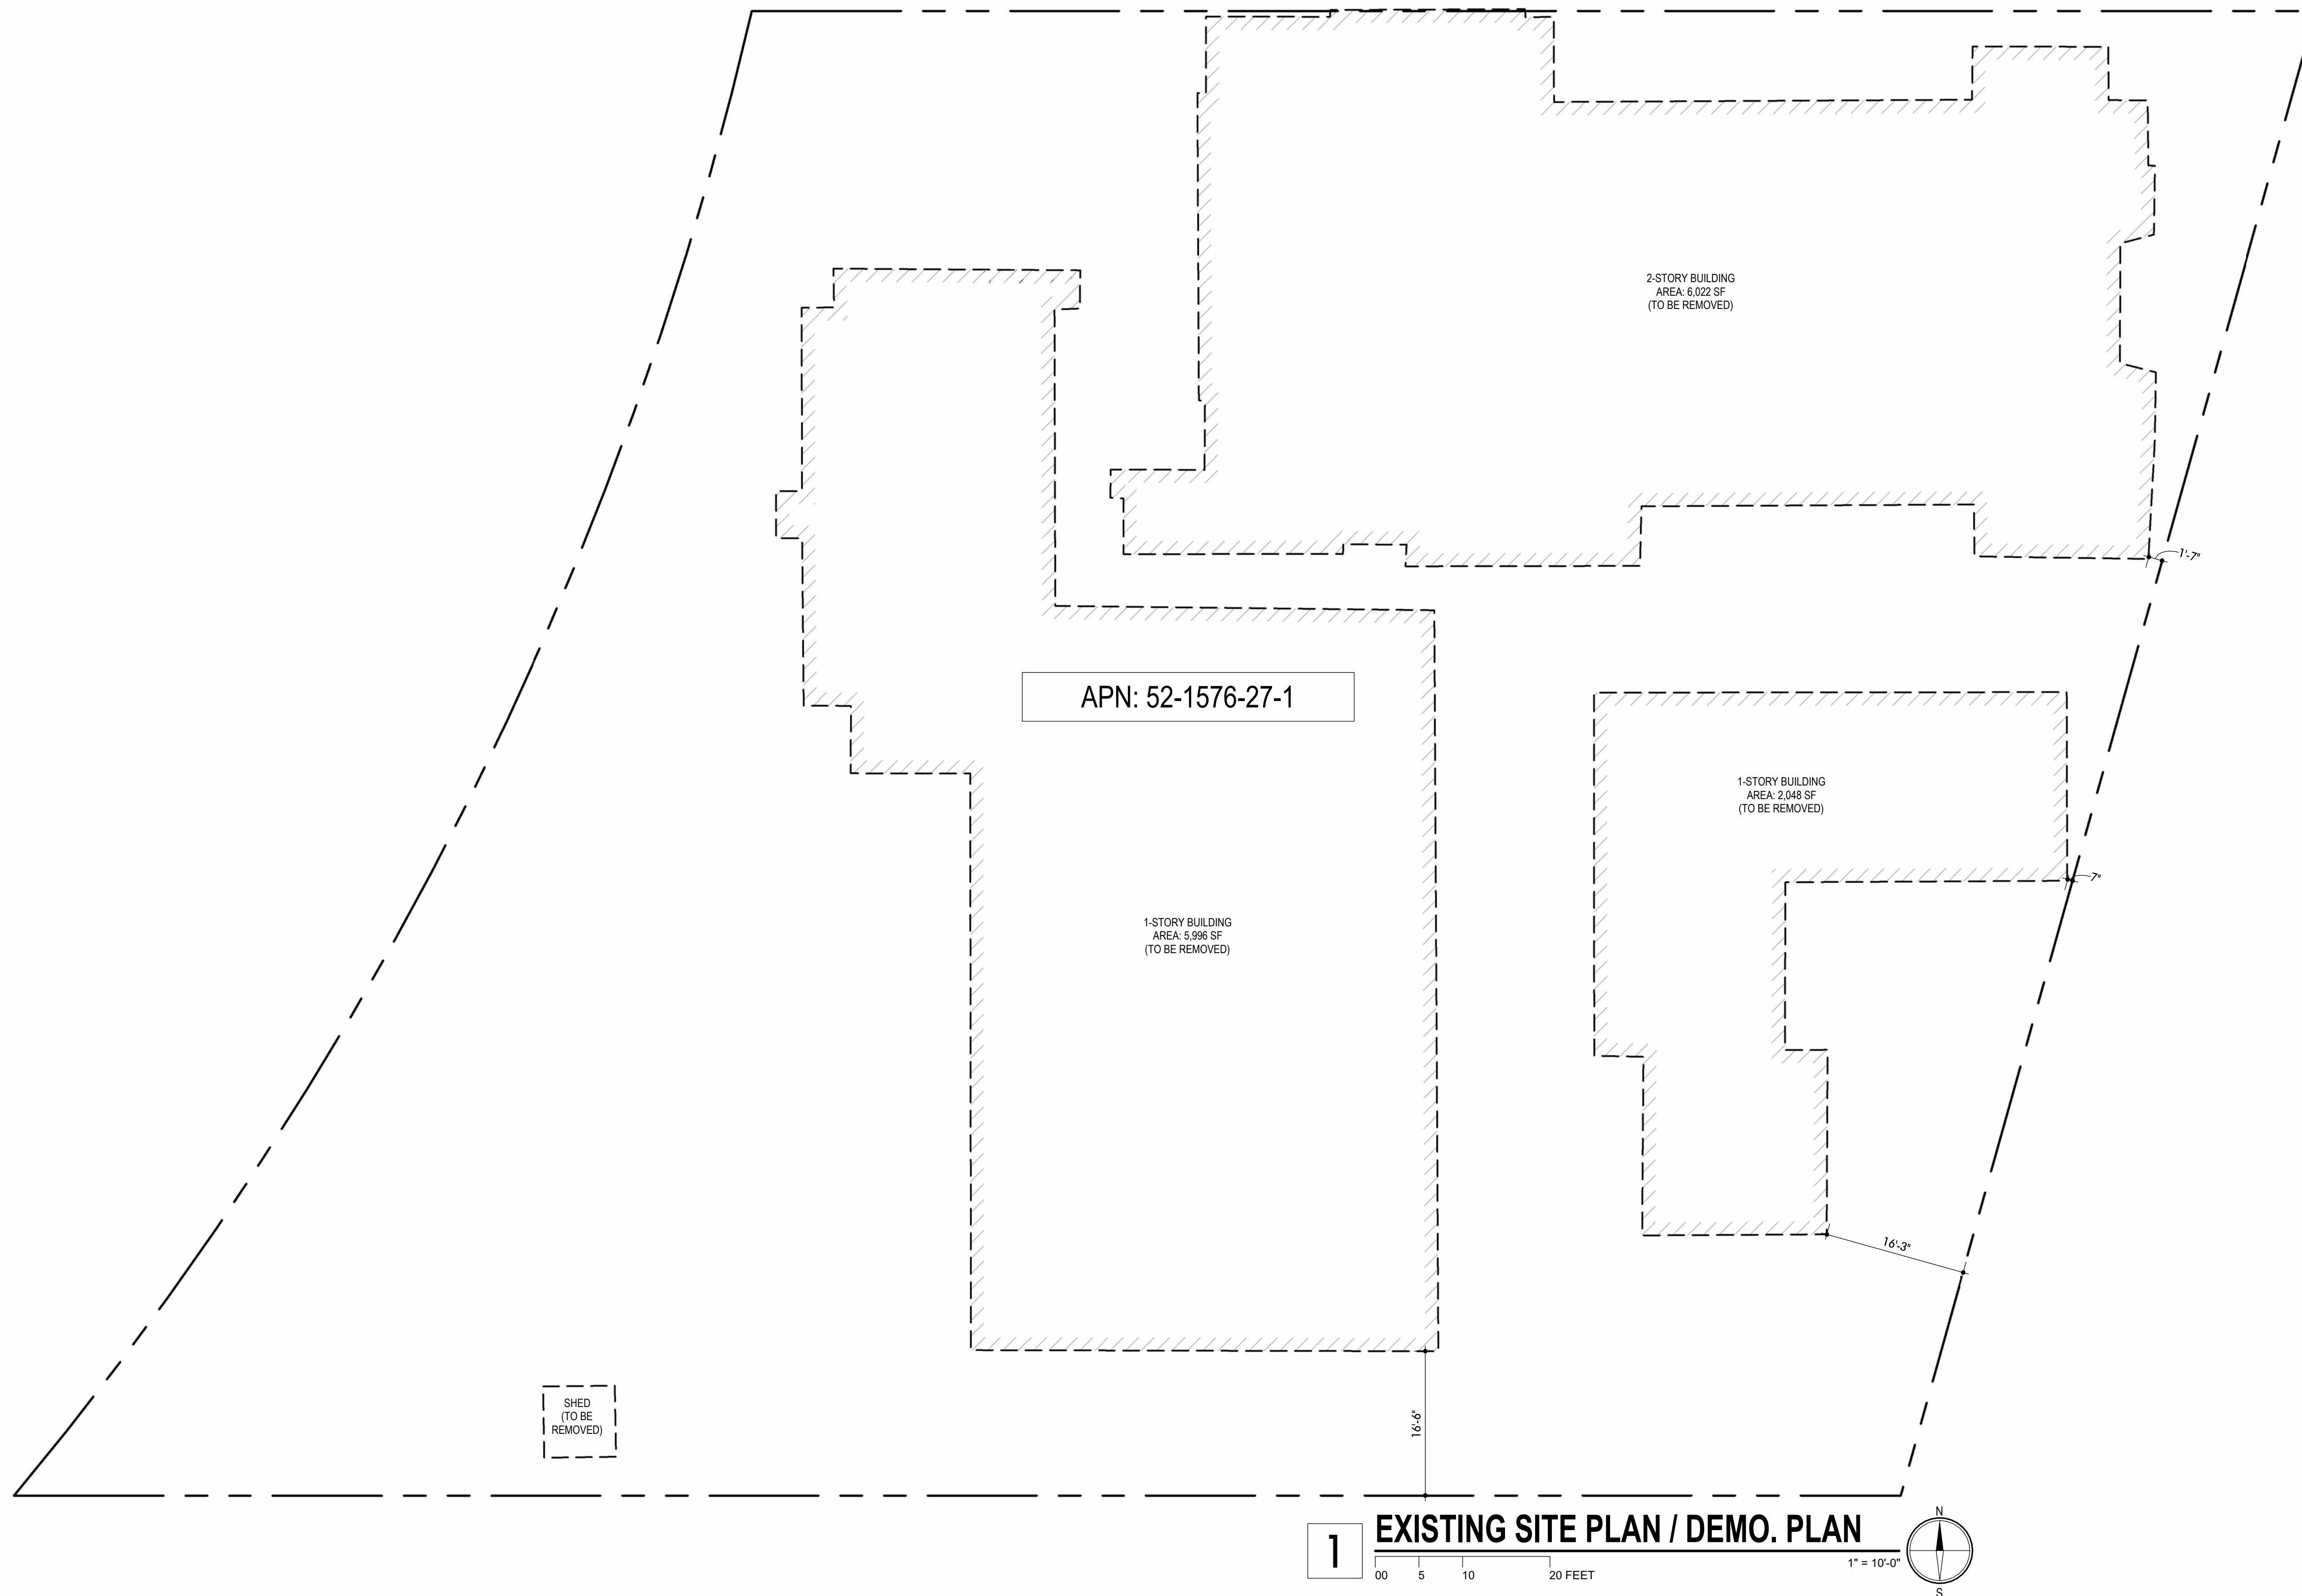 2-STORY BUILDING
AREA: 6,022 SF
(TO BE REMOVED)
1'-7"
APN: 52-1576-27-1
1-STORY BUILDING
AREA: 2,048 SF
(TO BE REMOVED)
7"
1-STORY BUILDING
AREA: 5,996 SF
(TO BE REMOVED)
16'-3"
SHED
(TO BE
REMOVED)
16'-6"
1
EXISTING SITE PLAN / DEMO. PLAN
1" = 10'-0"
00 5 10 20 FEET
N
S